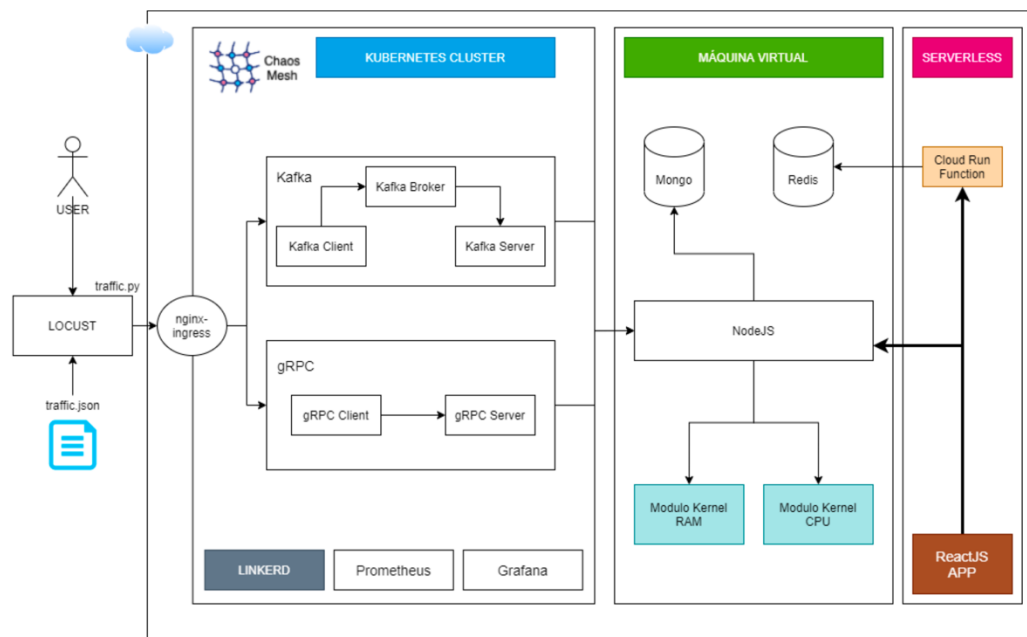 Chaos
Mesh
KUBERNETES CLUSTER
MÁQUINA VIRTUAL
SERVERLESS
USER
traffic.py
LOCUST
traffic.json
nginx-
ingress
Kafka
Kafka Broker
Kafka Client
Kafka Server
gRPC
gRPC Client
gRPC Server
LINKERD
Prometheus
Grafana
Mongo
Redis
NodeJS
Modulo Kernel
RAM
Modulo Kernel
CPU
Cloud Run
Function
ReactJS
APP